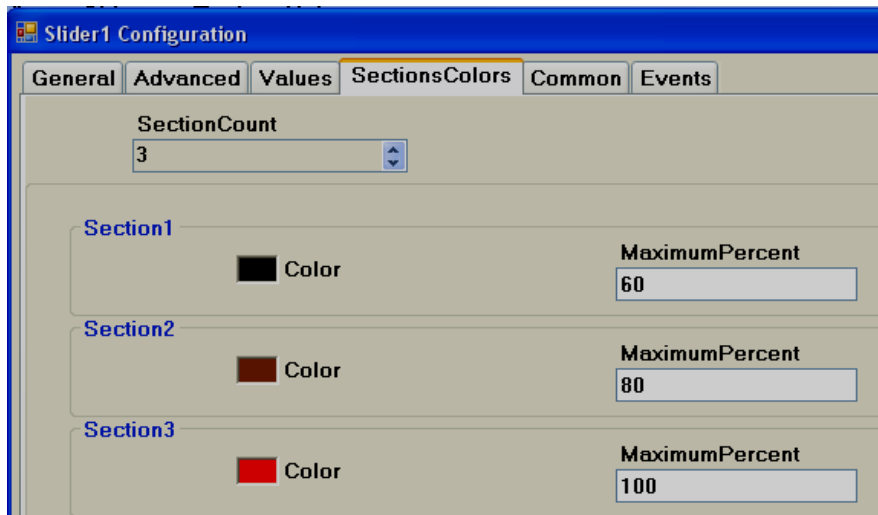 Slider1 Configuration
General Advanced Values SectionsColors Common Events
SectionCount
3
Section1
Color
MaximumPercent
60
Section2
Color
MaximumPercent
80
Section3
Color
MaximumPercent
100